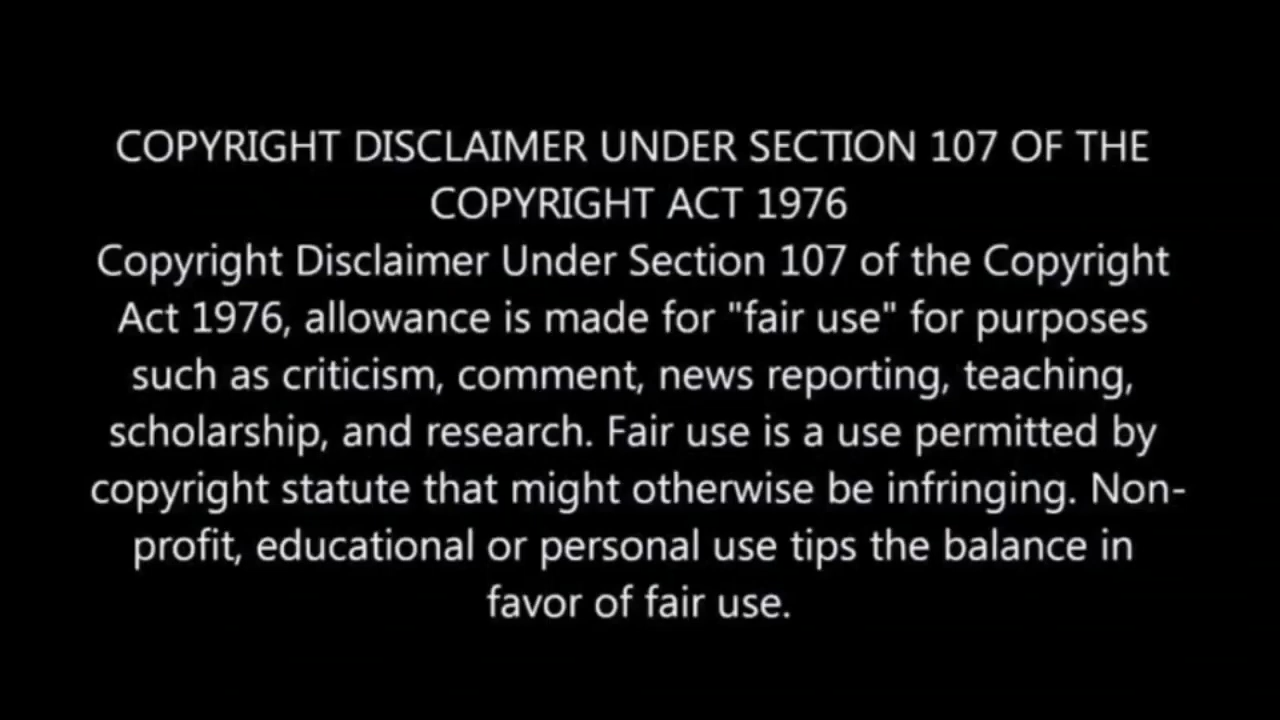 COPYRIGHT DISCLAIMER UNDER SECTION 107 OF THE
COPYRIGHT ACT 1976
Copyright Disclaimer Under Section 107 of the Copyright
Act 1976, allowance is made for "fair use" for purposes
such as criticism, comment, news reporting, teaching,
scholarship, and research. Fair use is a use permitted by
copyright statute that might otherwise be infringing. Non-
profit, educational or personal use tips the balance in
favor of fair use.